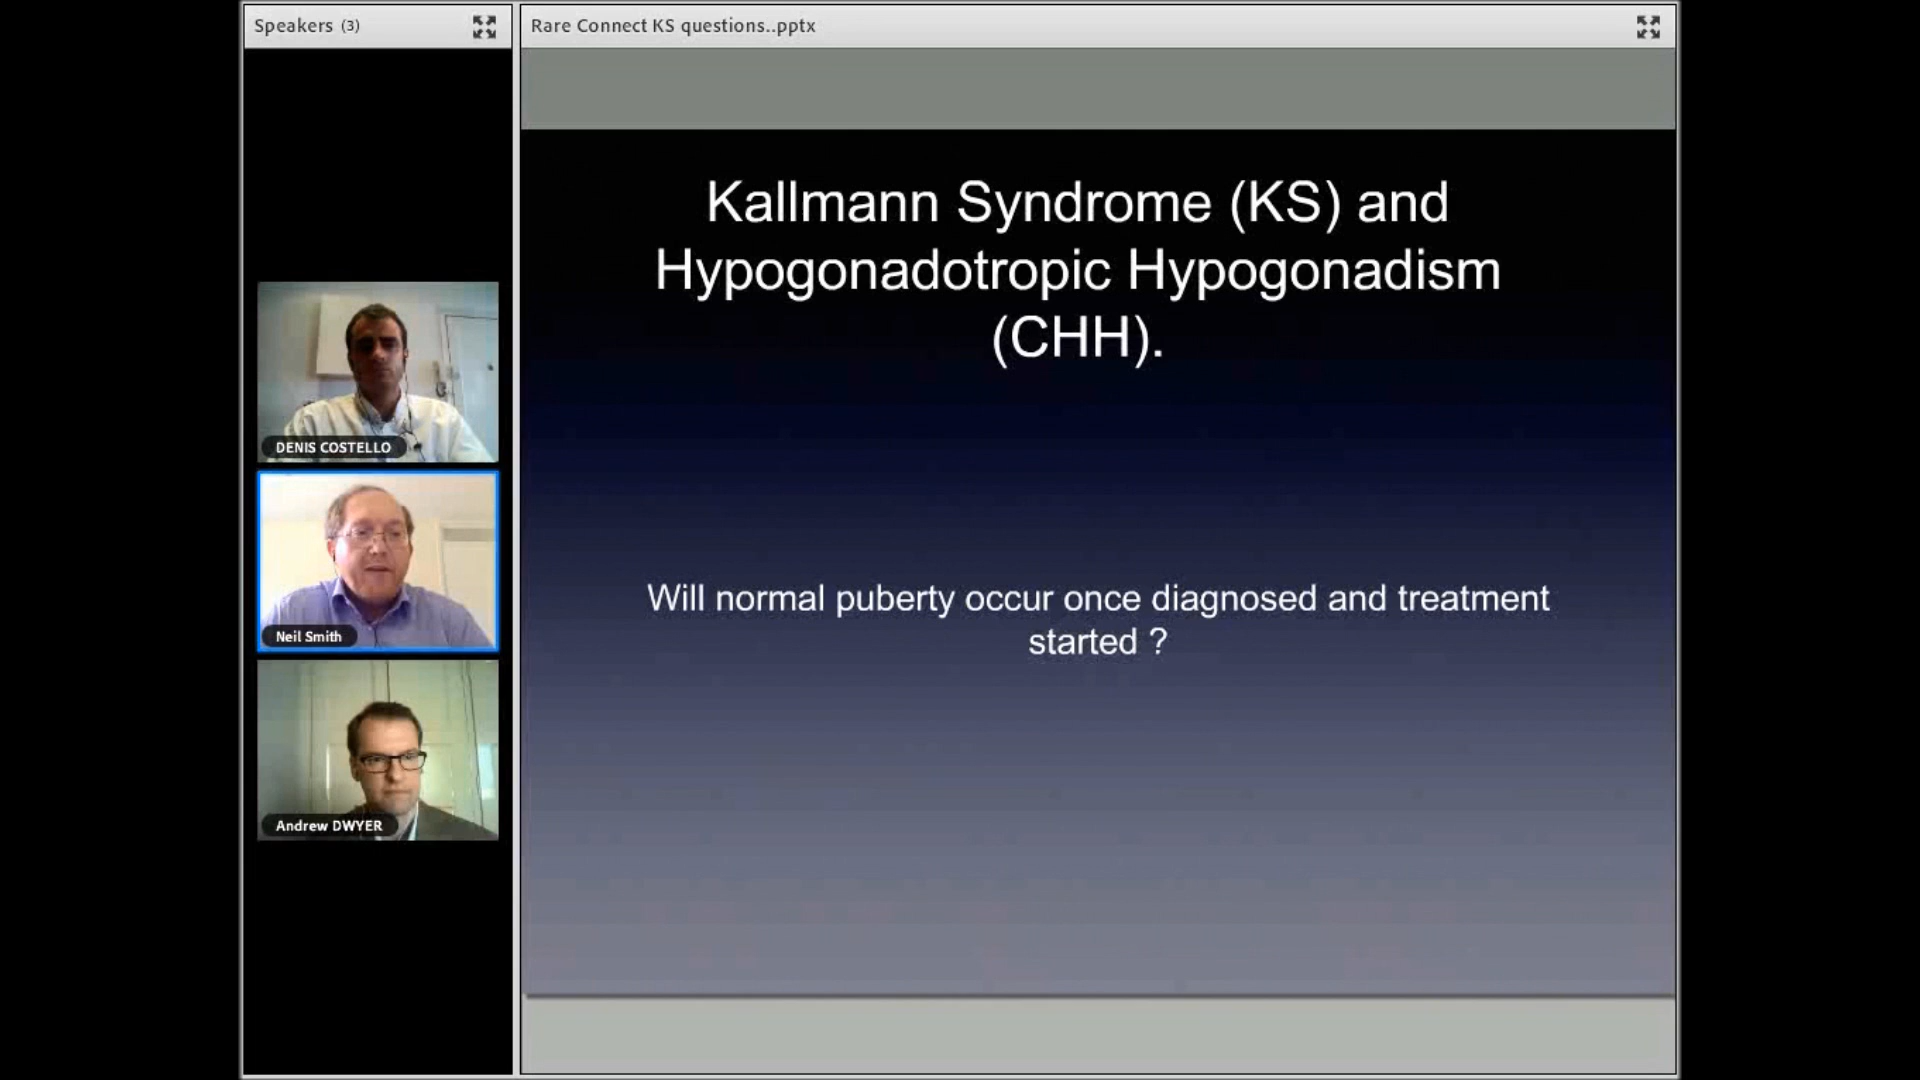 Speakers (3)
Rare Connect KS questions..pptx
Kallmann Syndrome (KS) and
Hypogonadotropic Hypogonadism
(CHH).
Will normal puberty occur once diagnosed and treatment
started ?
DENIS COSTELLO
Neil Smith
Andrew DWYER